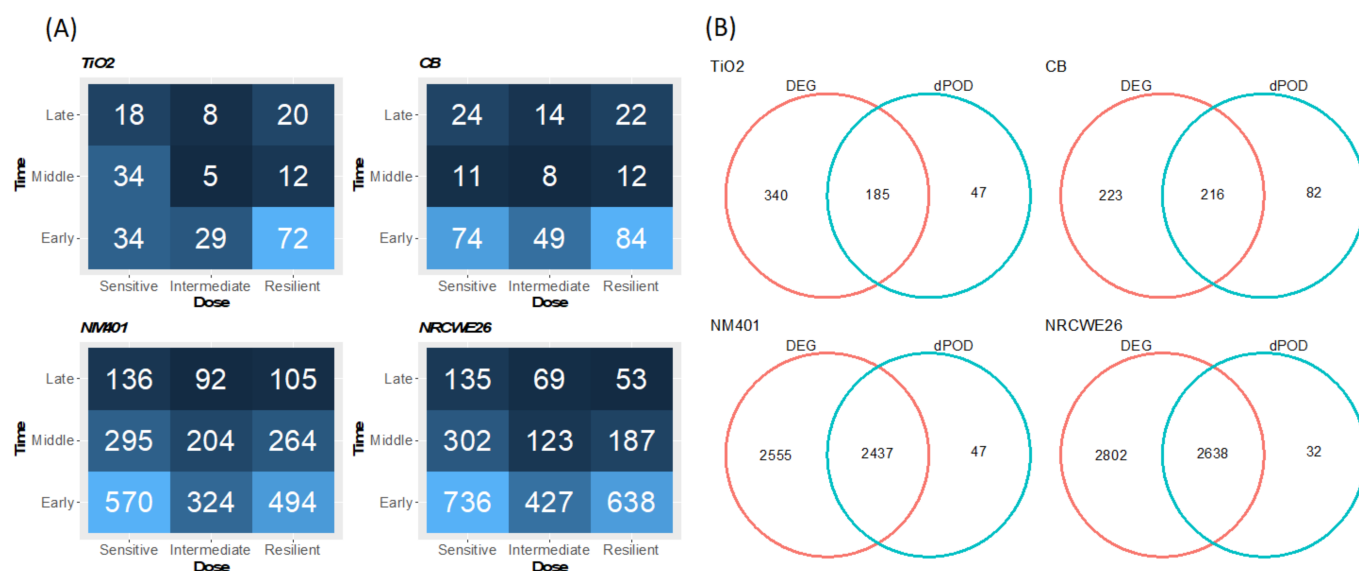 (A)
TiO2
Late 18 8 20
Middle 34 5 12
Early 34 29 72
Sensitive Intermediate Resilient
Dose
Time
CB
Late 24 14 22
Middle 11 8 12
Early 74 49 84
Sensitive Intermediate Resilient
Dose
Time
NM401
Late 136 92 105
Middle 295 204 264
Early 570 324 494
Sensitive Intermediate Resilient
Dose
Time
NRCWE26
Late 135 69 53
Middle 302 123 187
Early 736 427 638
Sensitive Intermediate Resilient
Dose
Time
(B)
TiO2
DEG dPOD
340 185 47
CB
DEG dPOD
223 216 82
NM401
DEG dPOD
2555 2437 47
NRCWE26
DEG dPOD
2802 2638 32